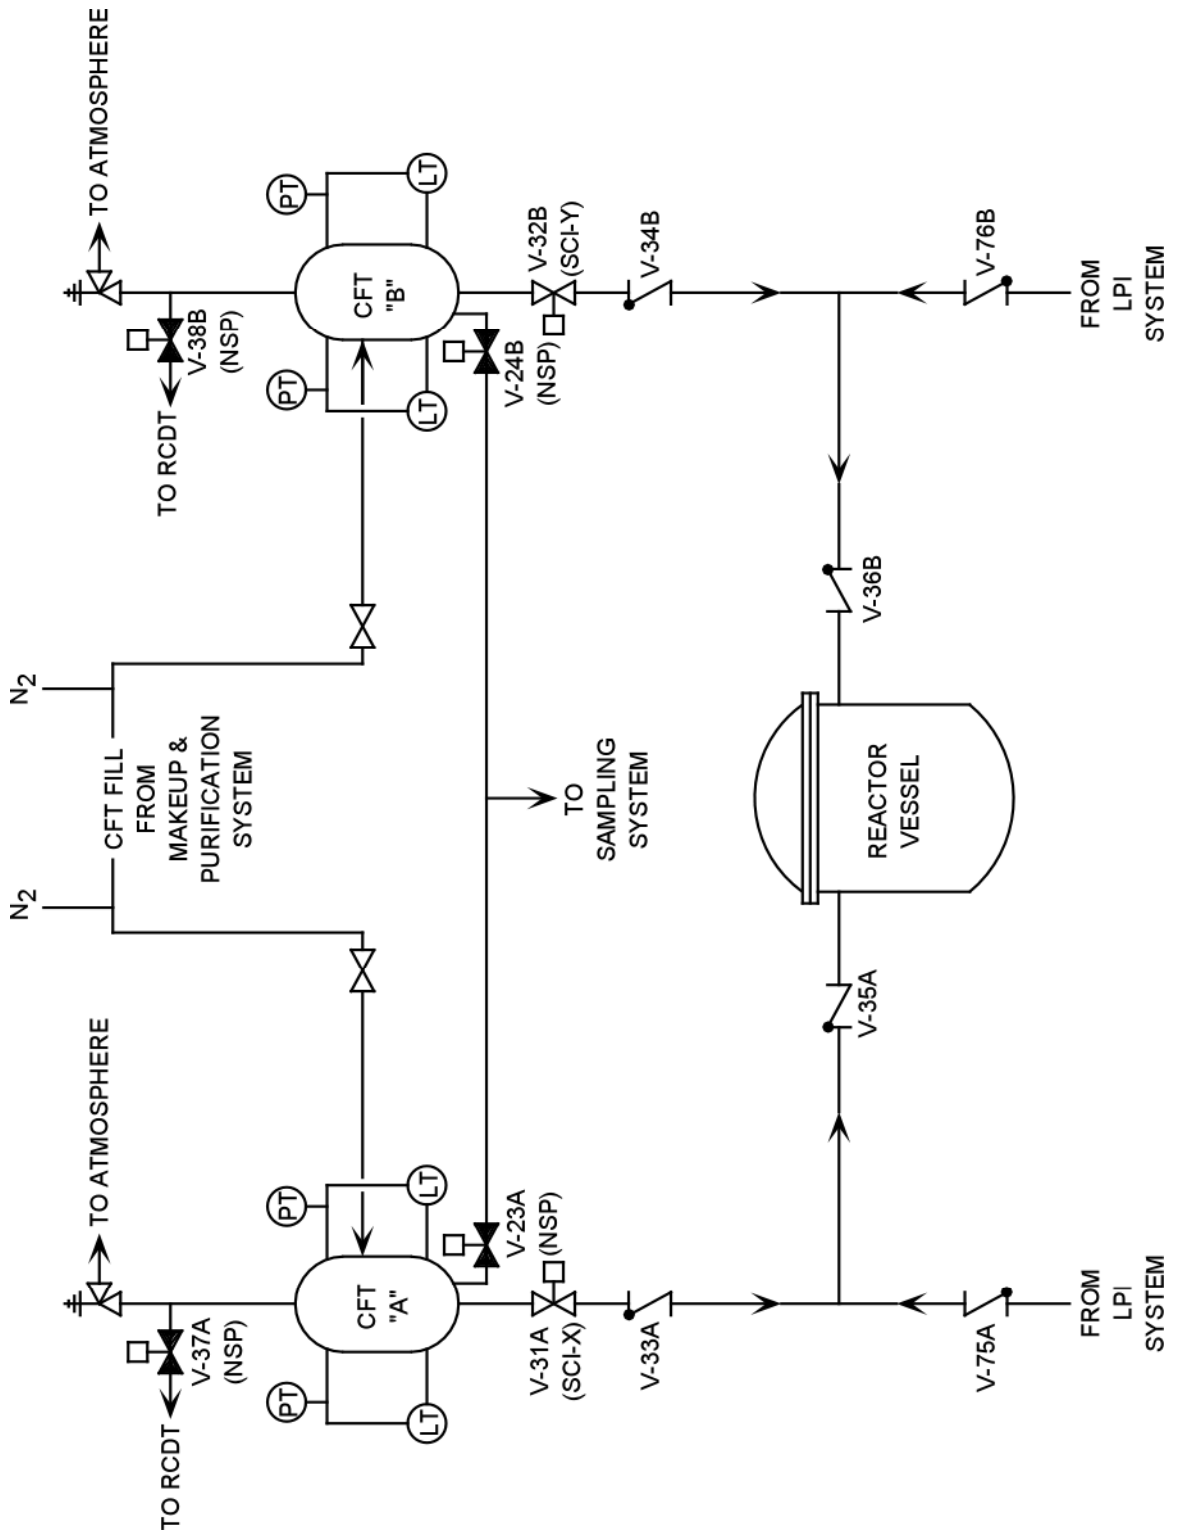 TO ATMOSPHERE
TO ATMOSPHERE
N2
N2
V-37A
(NSP)
TO RCDT
V-38B
(NSP)
TO RCDT
CFT FILL
FROM
MAKEUP &
PURIFICATION
SYSTEM
PT
PT
PT
PT
CFT
"A"
CFT
"B"
LT
LT
LT
LT
V-23A
(NSP)
V-24B
(NSP)
V-31A
(SCI-X)
V-32B
(SCI-Y)
TO
SAMPLING
SYSTEM
V-33A
V-34B
V-35A
V-36B
REACTOR
VESSEL
V-75A
V-76B
FROM
LPI
SYSTEM
FROM
LPI
SYSTEM